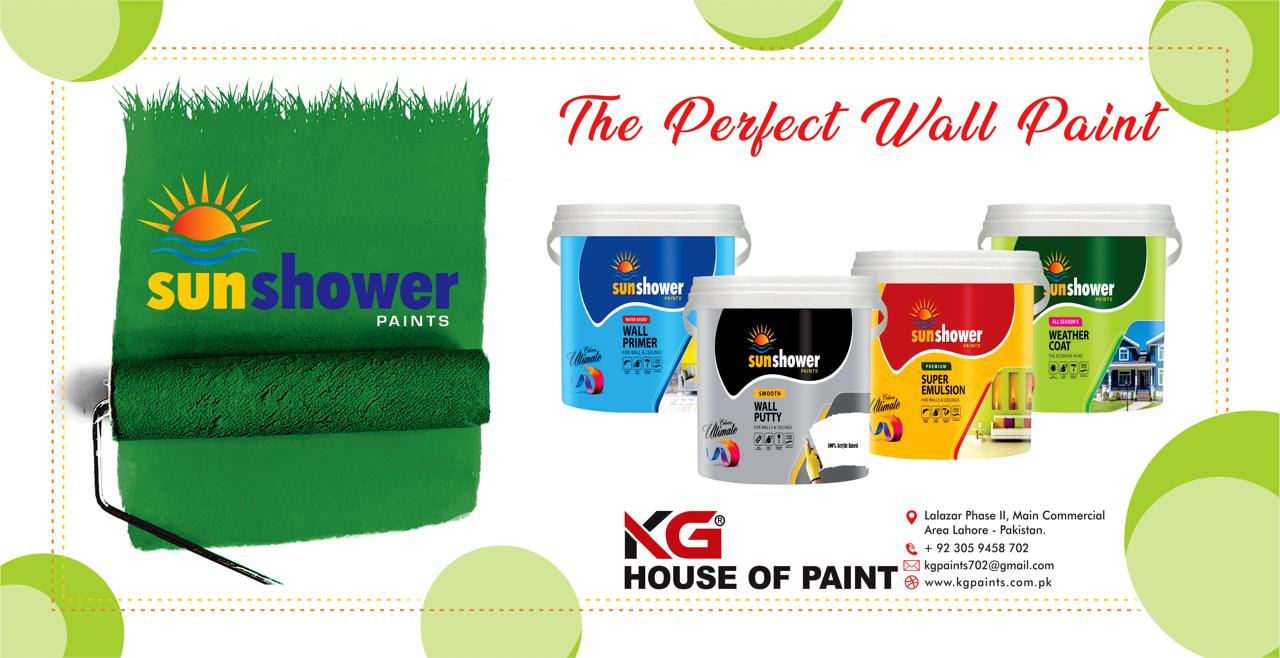 The Perfect Wall Paint
sunshower
PAINTS
sunshower
PAINTS
WATER BASED
WALL
PRIMER
FOR WALL & CEILINGS
Colours
Ultimate
sunshower
PAINTS
SMOOTH
WALL
PUTTY
FOR WALLS & CEILINGS
Colours
Ultimate
100% Acrylic Based
sunshower
PAINTS
PREMIUM
SUPER
EMULSION
FOR WALLS & CEILINGS
Colours
Ultimate
sunshower
PAINTS
ALL SEASON'S
WEATHER
COAT
THE EXTERIOR PAINT
KG®
HOUSE OF PAINT
Lalazar Phase II, Main Commercial
Area Lahore - Pakistan.
+ 92 305 9458 702
kgpaints702@gmail.com
www.kgpaints.com.pk